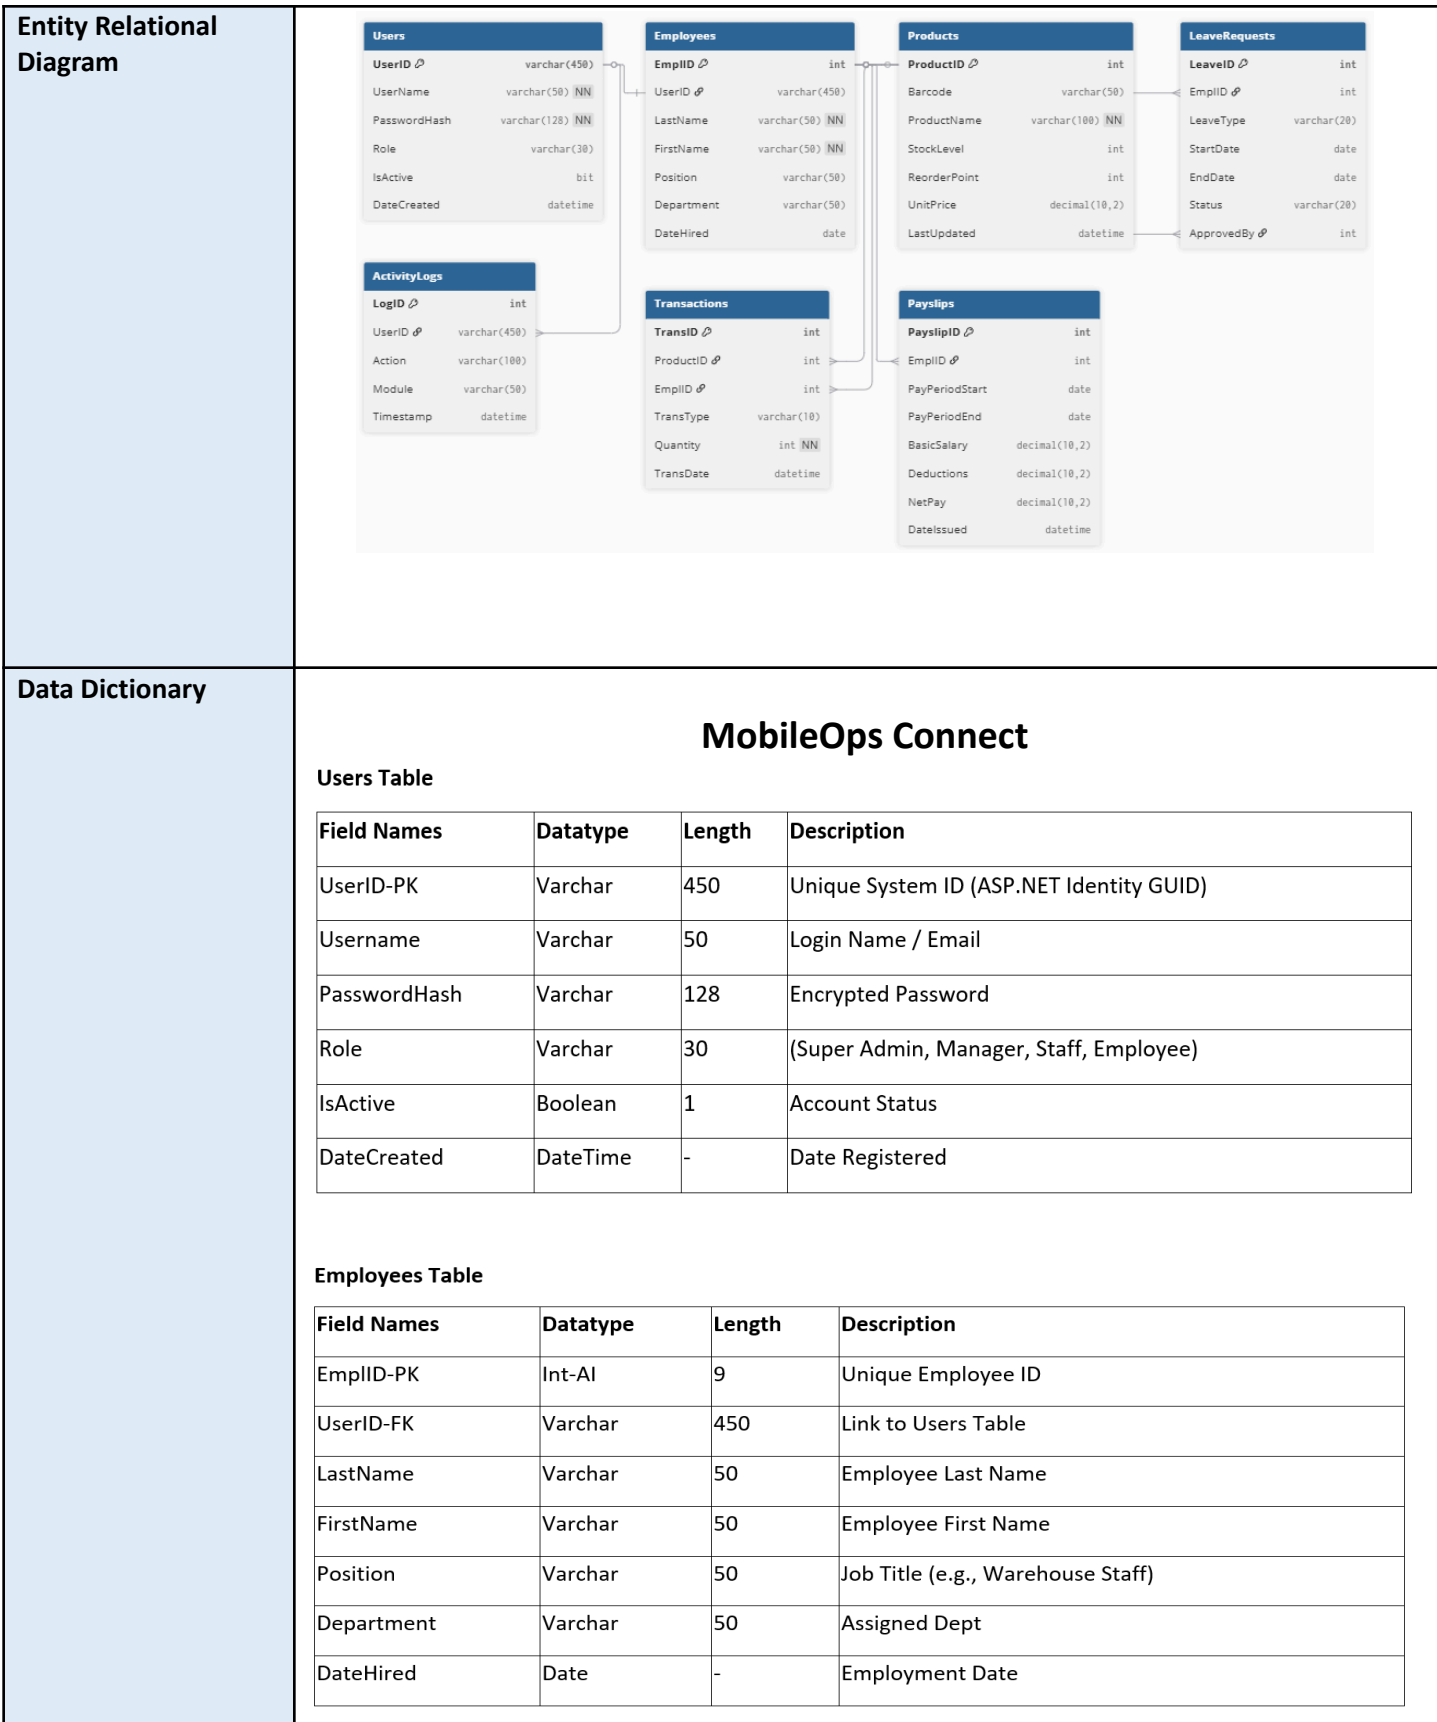 Entity Relational
Diagram
Users
UserID varchar(450)
UserName varchar(50) NN
PasswordHash varchar(128) NN
Role varchar(30)
IsActive bit
DateCreated datetime
Employees
EmplID int
UserID varchar(450)
LastName varchar(50) NN
FirstName varchar(50) NN
Position varchar(50)
Department varchar(50)
DateHired date
Products
ProductID int
Barcode varchar(50)
ProductName varchar(100) NN
StockLevel int
ReorderPoint int
UnitPrice decimal(10,2)
LastUpdated datetime
LeaveRequests
LeaveID int
EmplID int
LeaveType varchar(20)
StartDate date
EndDate date
Status varchar(20)
ApprovedBy int
ActivityLogs
LogID int
UserID varchar(450)
Action varchar(100)
Module varchar(50)
Timestamp datetime
Transactions
TransID int
ProductID int
EmplID int
TransType varchar(10)
Quantity int NN
TransDate datetime
Payslips
PayslipID int
EmplID int
PayPeriodStart date
PayPeriodEnd date
BasicSalary decimal(10,2)
Deductions decimal(10,2)
NetPay decimal(10,2)
DateIssued datetime
Data Dictionary
MobileOps Connect
Users Table
Field Names Datatype Length Description
UserID-PK Varchar 450 Unique System ID (ASP.NET Identity GUID)
Username Varchar 50 Login Name / Email
PasswordHash Varchar 128 Encrypted Password
Role Varchar 30 (Super Admin, Manager, Staff, Employee)
IsActive Boolean 1 Account Status
DateCreated DateTime - Date Registered
Employees Table
Field Names Datatype Length Description
EmplID-PK Int-AI 9 Unique Employee ID
UserID-FK Varchar 450 Link to Users Table
LastName Varchar 50 Employee Last Name
FirstName Varchar 50 Employee First Name
Position Varchar 50 Job Title (e.g., Warehouse Staff)
Department Varchar 50 Assigned Dept
DateHired Date - Employment Date